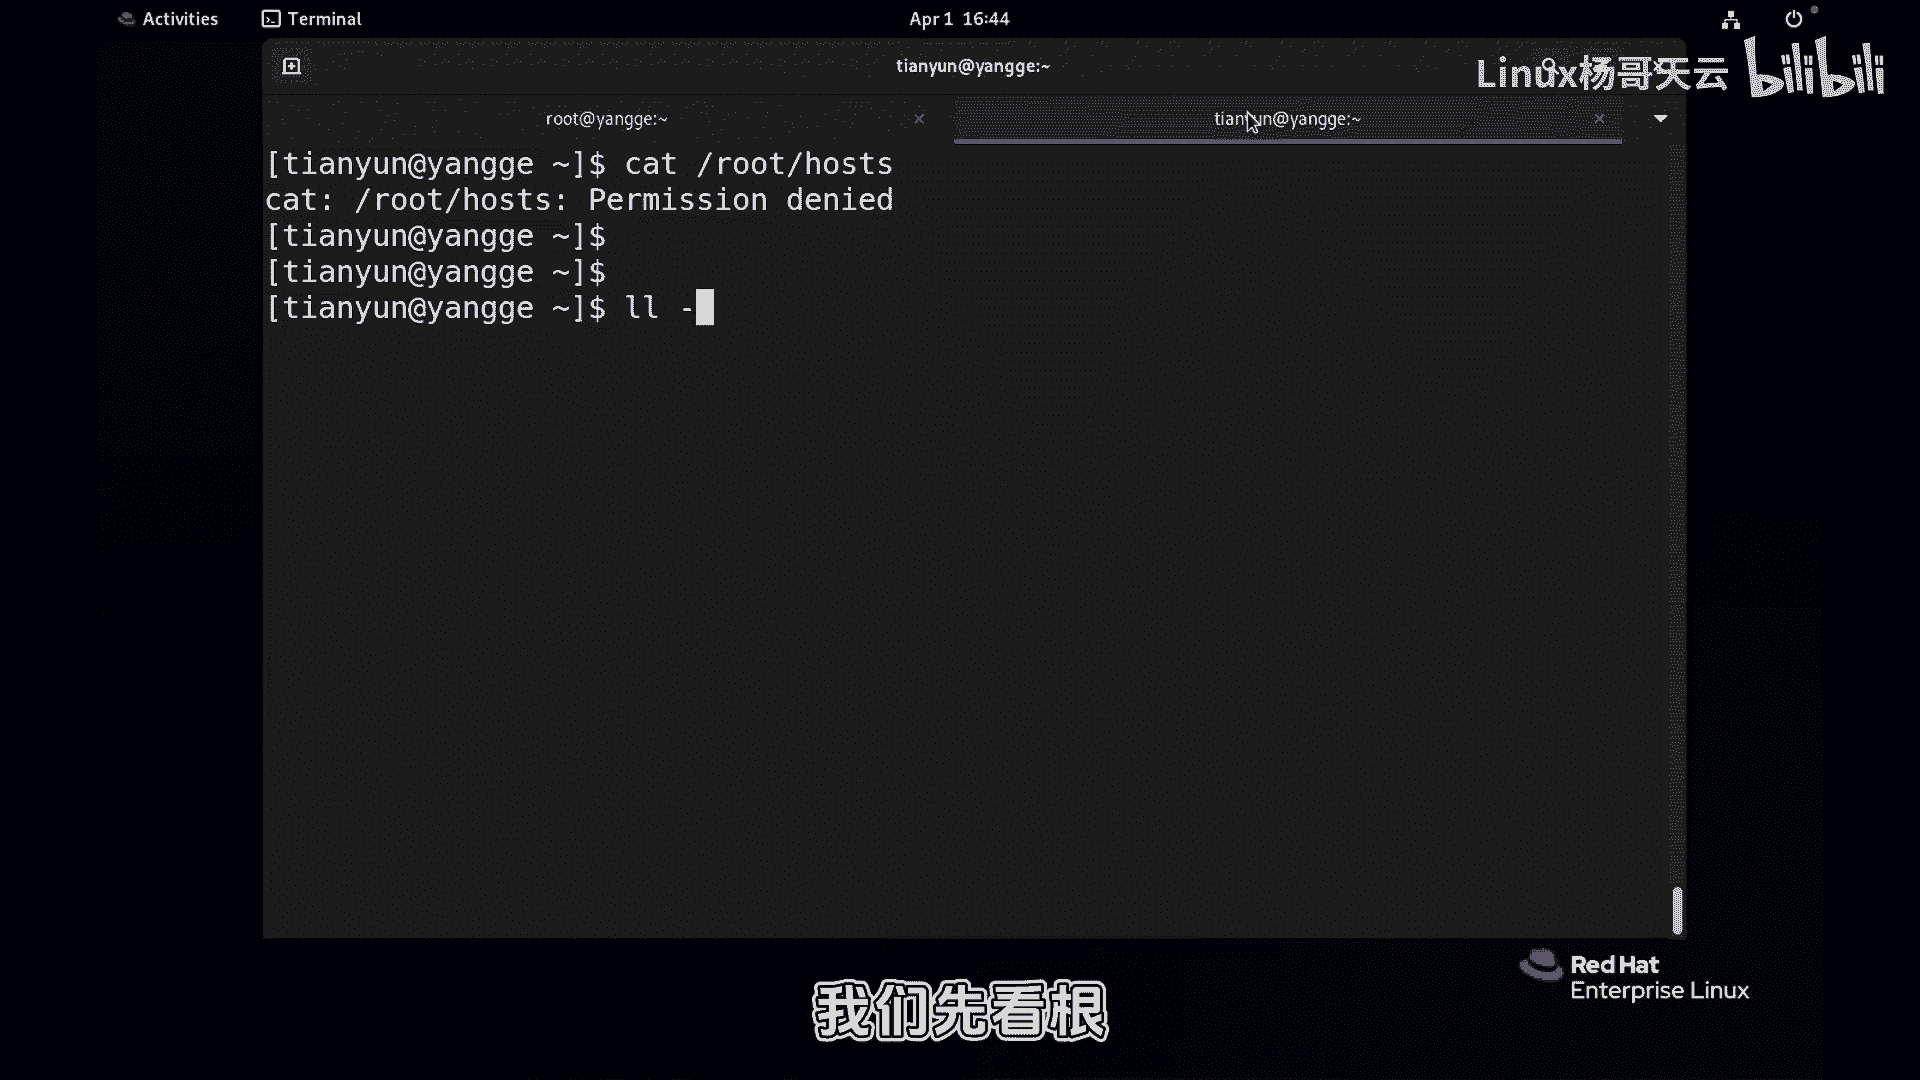 Activities
Terminal
Apr 1 16:44
tianyun@yangge:~
Linux杨哥天云 bilibili
root@yangge:~
tianyun@yangge:~
[tianyun@yangge ~]$ cat /root/hosts
cat: /root/hosts: Permission denied
[tianyun@yangge ~]$
[tianyun@yangge ~]$
[tianyun@yangge ~]$ ll -
Red Hat
Enterprise Linux
我们先看根